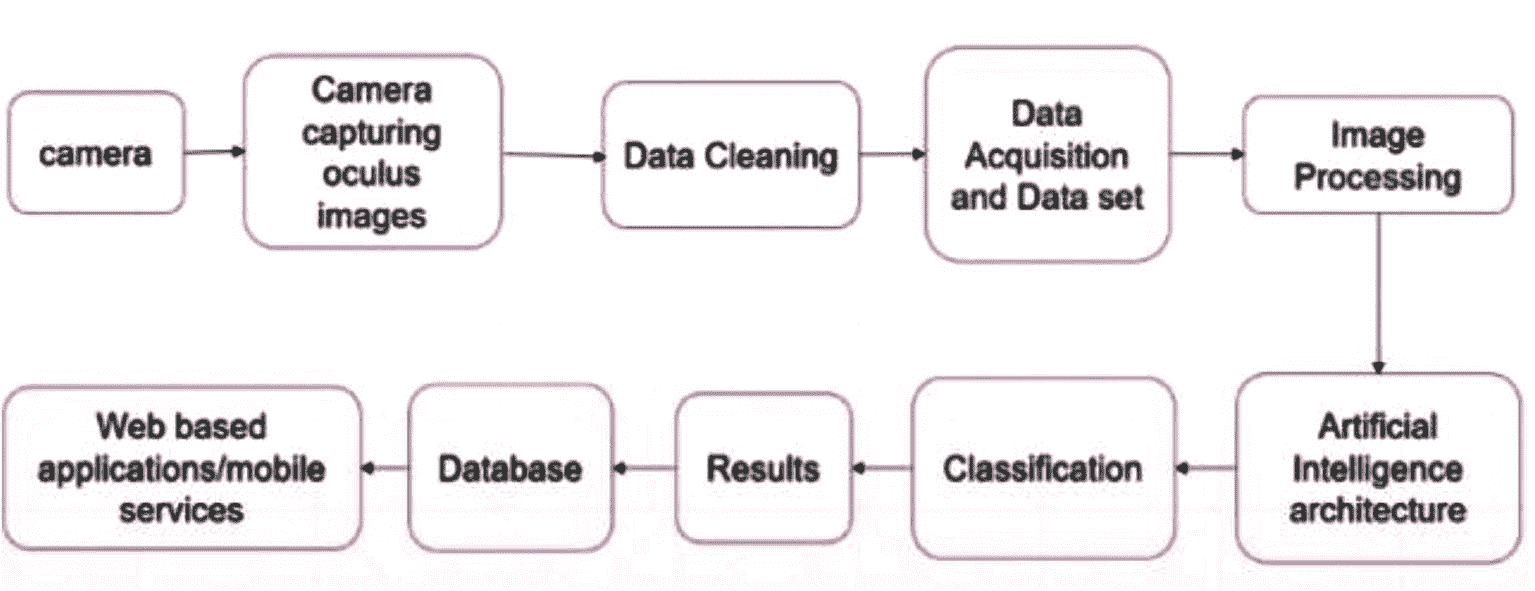 camera
Camera
capturing
oculus
images
Data Cleaning
Data
Acquisition
and Data set
Image
Processing
Artificial
Intelligence
architecture
Classification
Results
Database
Web based
applications/mobile
services